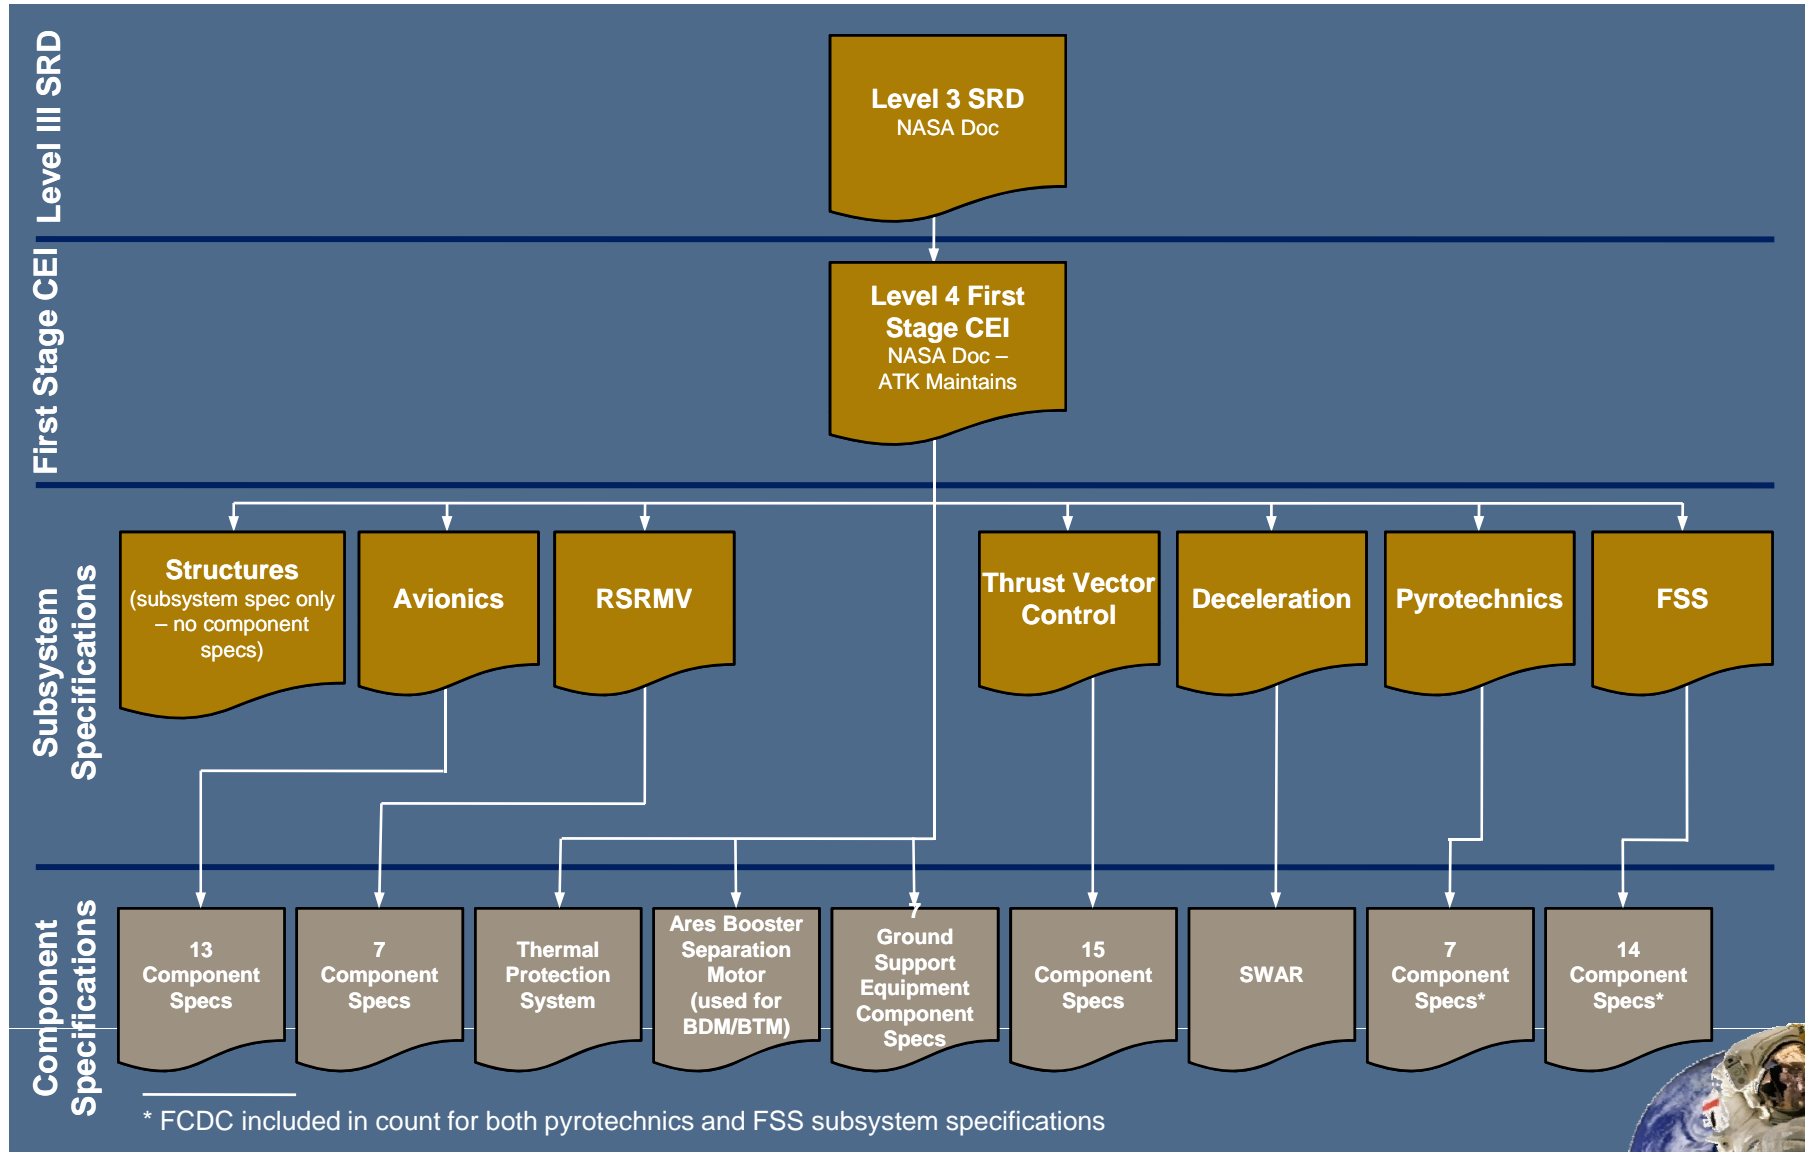 Level III SRD
Level 3 SRD
NASA Doc
First Stage CEI
Level 4 First
Stage CEI
NASA Doc –
ATK Maintains
Subsystem
Specifications
Structures
(subsystem spec only
– no component
specs)
Avionics
RSRMV
Thrust Vector
Control
Deceleration
Pyrotechnics
FSS
Component
Specifications
13
Component
Specs
7
Component
Specs
Thermal
Protection
System
Ares Booster
Separation
Motor
(used for
BDM/BTM)
7
Ground
Support
Equipment
Component
Specs
15
Component
Specs
SWAR
7
Component
Specs*
14
Component
Specs*
* FCDC included in count for both pyrotechnics and FSS subsystem specifications